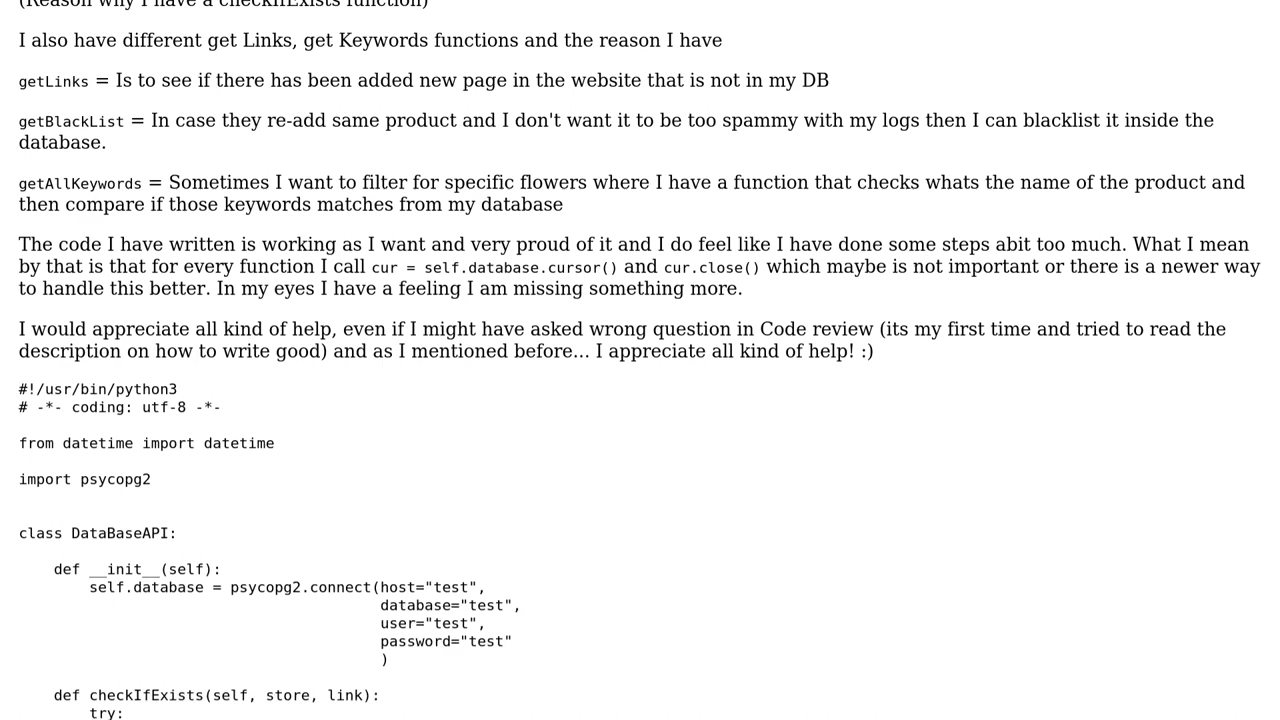 (Reason why I have a checkIfExists function)
I also have different get Links, get Keywords functions and the reason I have
getLinks = Is to see if there has been added new page in the website that is not in my DB
getBlackList = In case they re-add same product and I don't want it to be too spammy with my logs then I can blacklist it inside the
database.
getAllKeywords = Sometimes I want to filter for specific flowers where I have a function that checks whats the name of the product and
then compare if those keywords matches from my database
The code I have written is working as I want and very proud of it and I do feel like I have done some steps abit too much. What I mean
by that is that for every function I call cur = self.database.cursor() and cur.close() which maybe is not important or there is a newer way
to handle this better. In my eyes I have a feeling I am missing something more.
I would appreciate all kind of help, even if I might have asked wrong question in Code review (its my first time and tried to read the
description on how to write good) and as I mentioned before... I appreciate all kind of help! :)
#!/usr/bin/python3
# -*- coding: utf-8 -*-
from datetime import datetime
import psycopg2
class DataBaseAPI:
    def __init__(self):
        self.database = psycopg2.connect(host="test",
                                         database="test",
                                         user="test",
                                         password="test"
                                         )
    def checkIfExists(self, store, link):
        try: